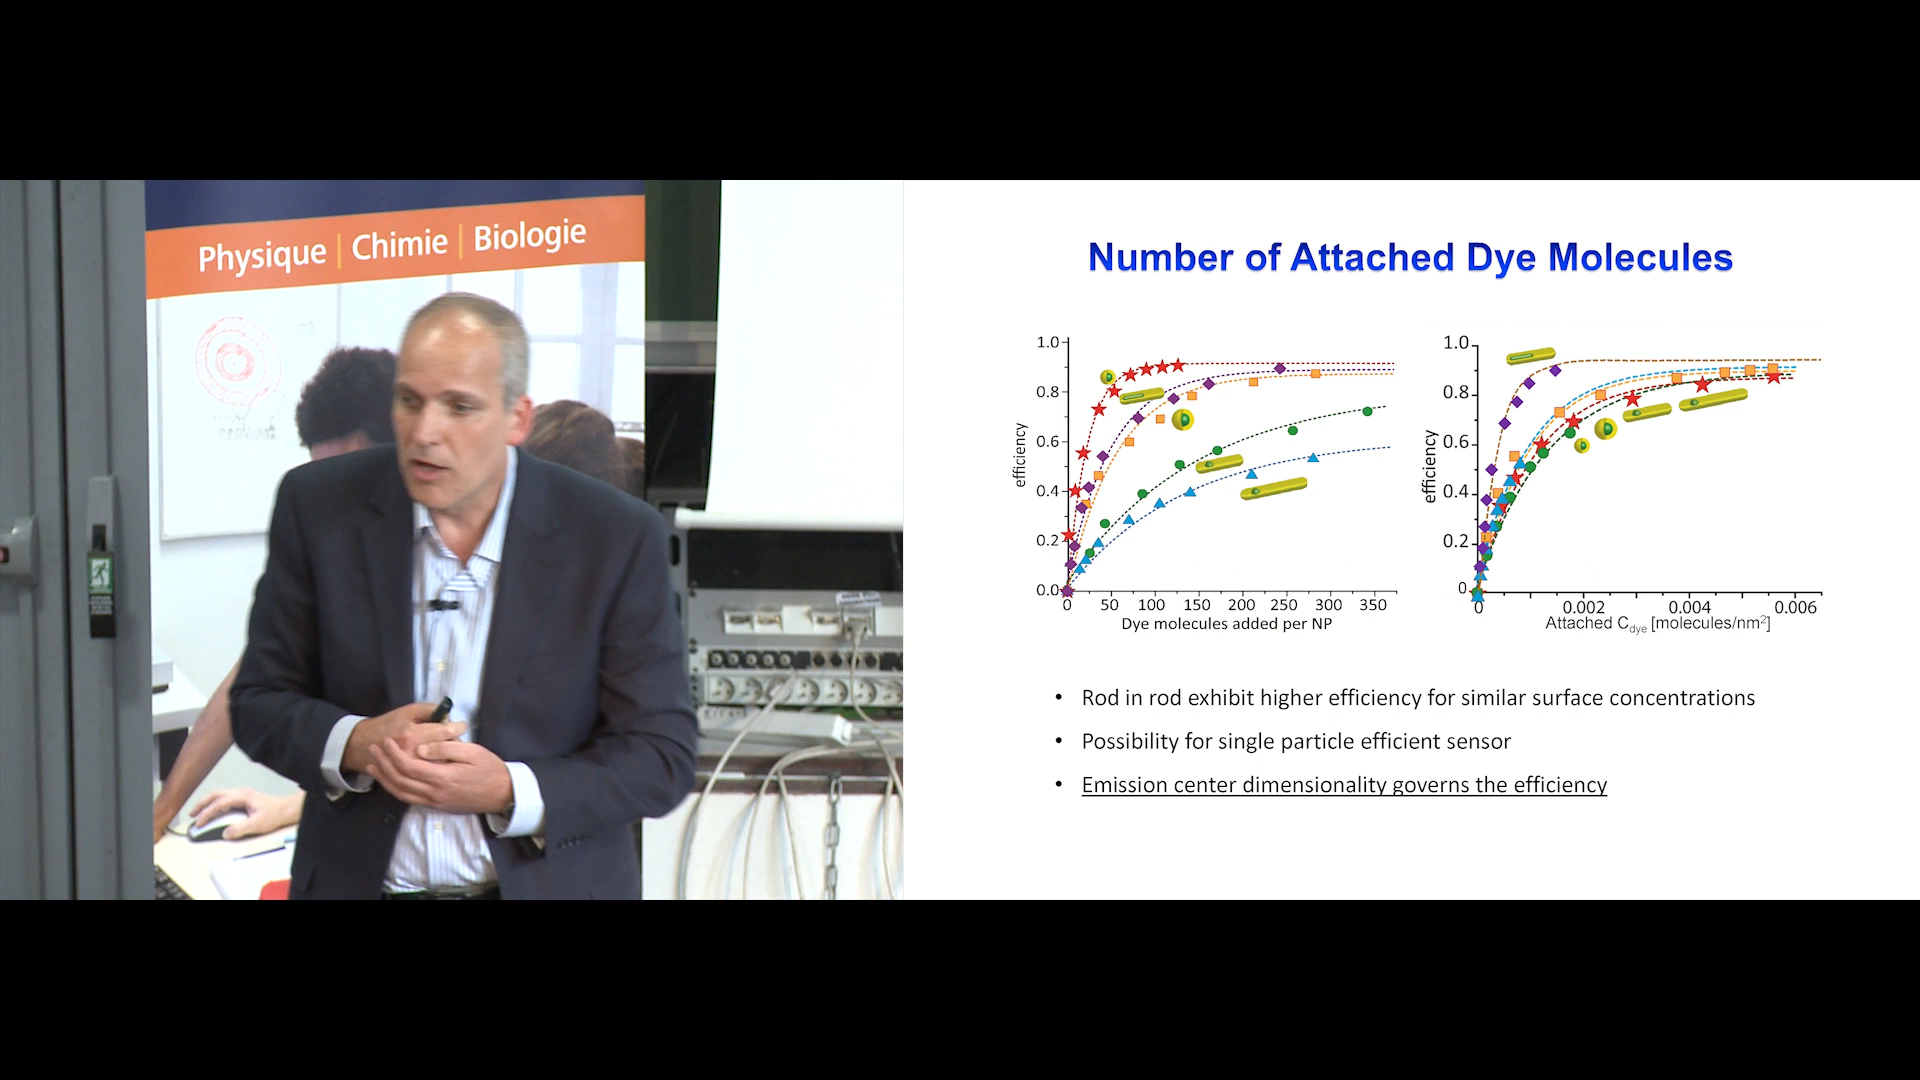 Physique | Chimie | Biologie
Number of Attached Dye Molecules
1.0
0.8
0.6
0.4
0.2
0.0
efficiency
0 50 100 150 200 250 300 350
Dye molecules added per NP
1.0
0.8
0.6
0.4
0.2
0
efficiency
0 0.002 0.004 0.006
Attached Cdye [molecules/nm2]
• Rod in rod exhibit higher efficiency for similar surface concentrations
• Possibility for single particle efficient sensor
• Emission center dimensionality governs the efficiency